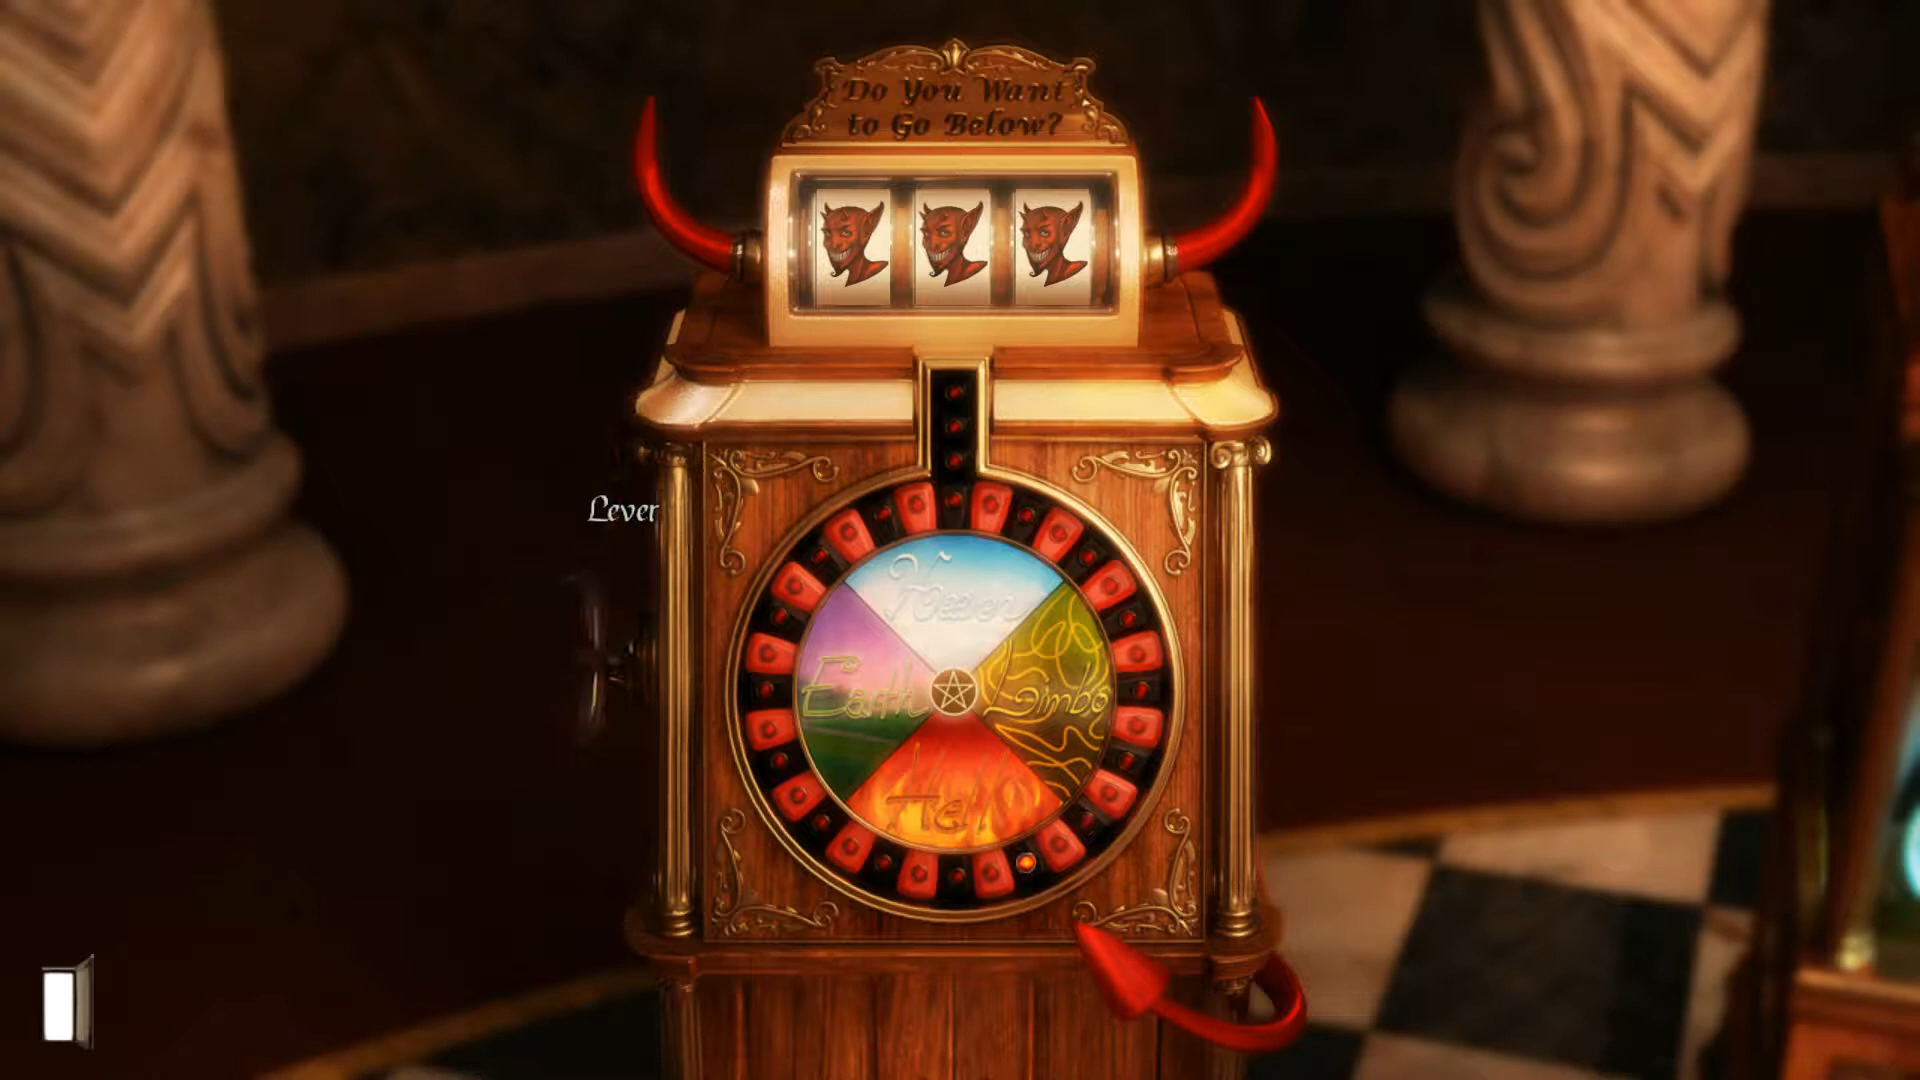 Do You Want
to Go Below?
Lever
Heaven
Earth
Limbo
Hell